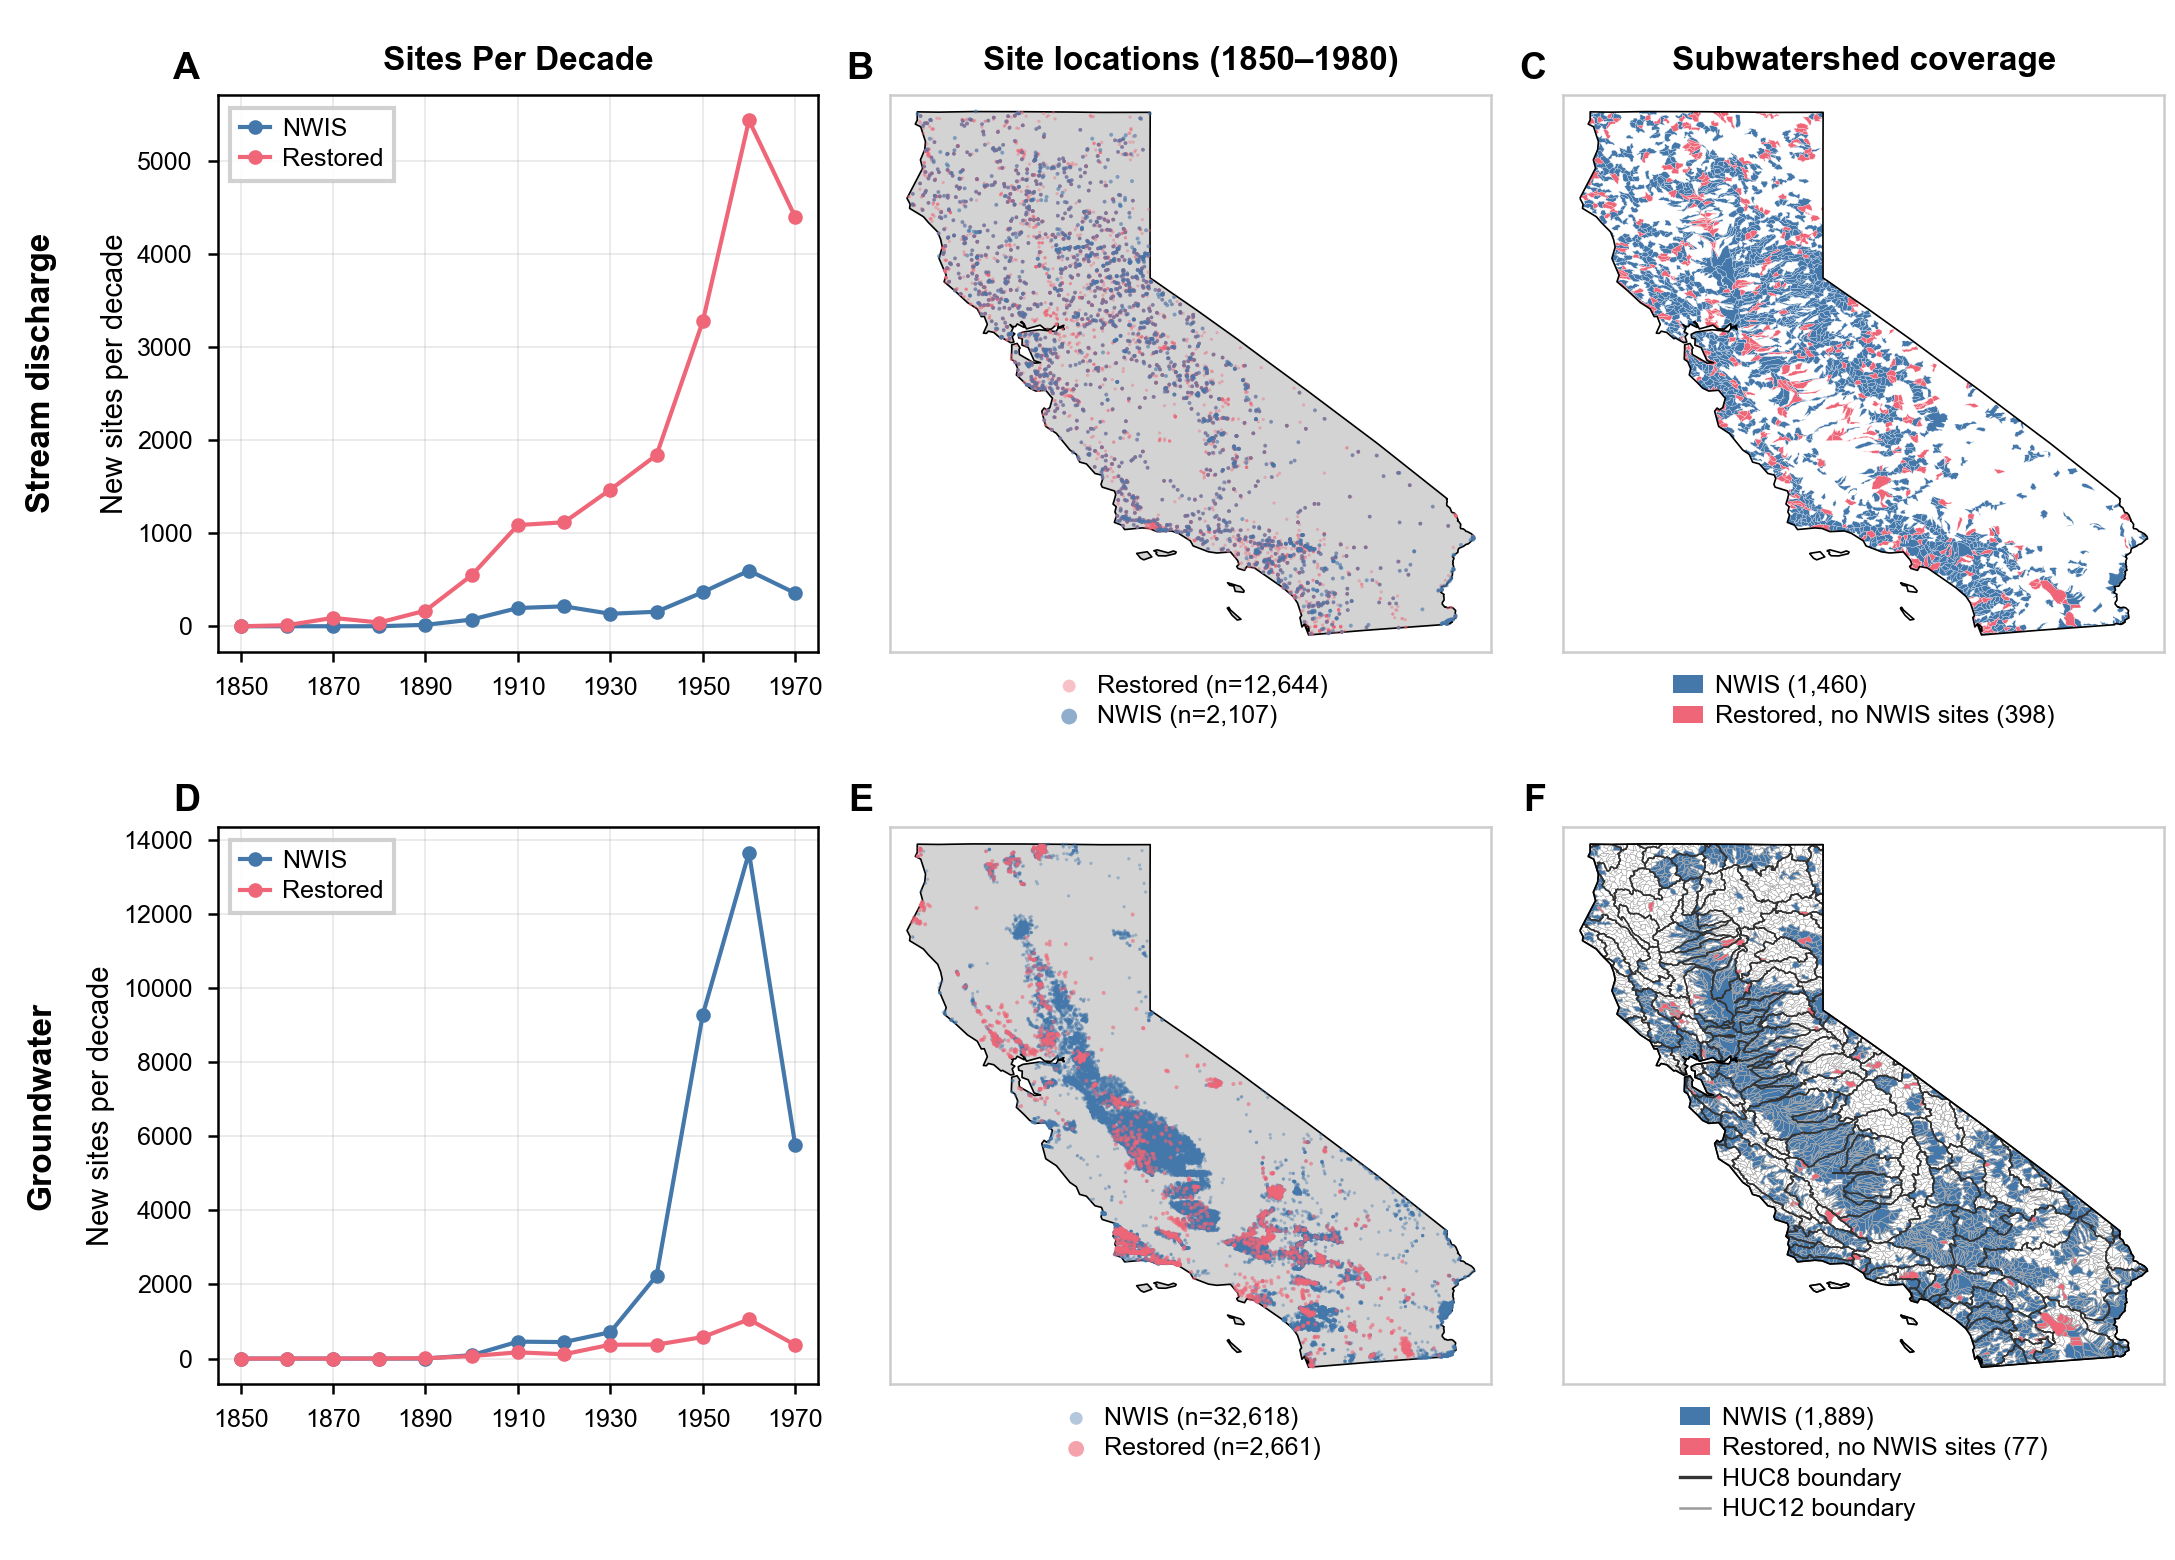 A
Sites Per Decade
B
Site locations (1850–1980)
C
Subwatershed coverage
Stream discharge
New sites per decade
5000
4000
3000
2000
1000
0
NWIS
Restored
1850
1870
1890
1910
1930
1950
1970
Restored (n=12,644)
NWIS (n=2,107)
NWIS (1,460)
Restored, no NWIS sites (398)
D
E
F
Groundwater
New sites per decade
14000
12000
10000
8000
6000
4000
2000
0
NWIS
Restored
1850
1870
1890
1910
1930
1950
1970
NWIS (n=32,618)
Restored (n=2,661)
NWIS (1,889)
Restored, no NWIS sites (77)
HUC8 boundary
HUC12 boundary